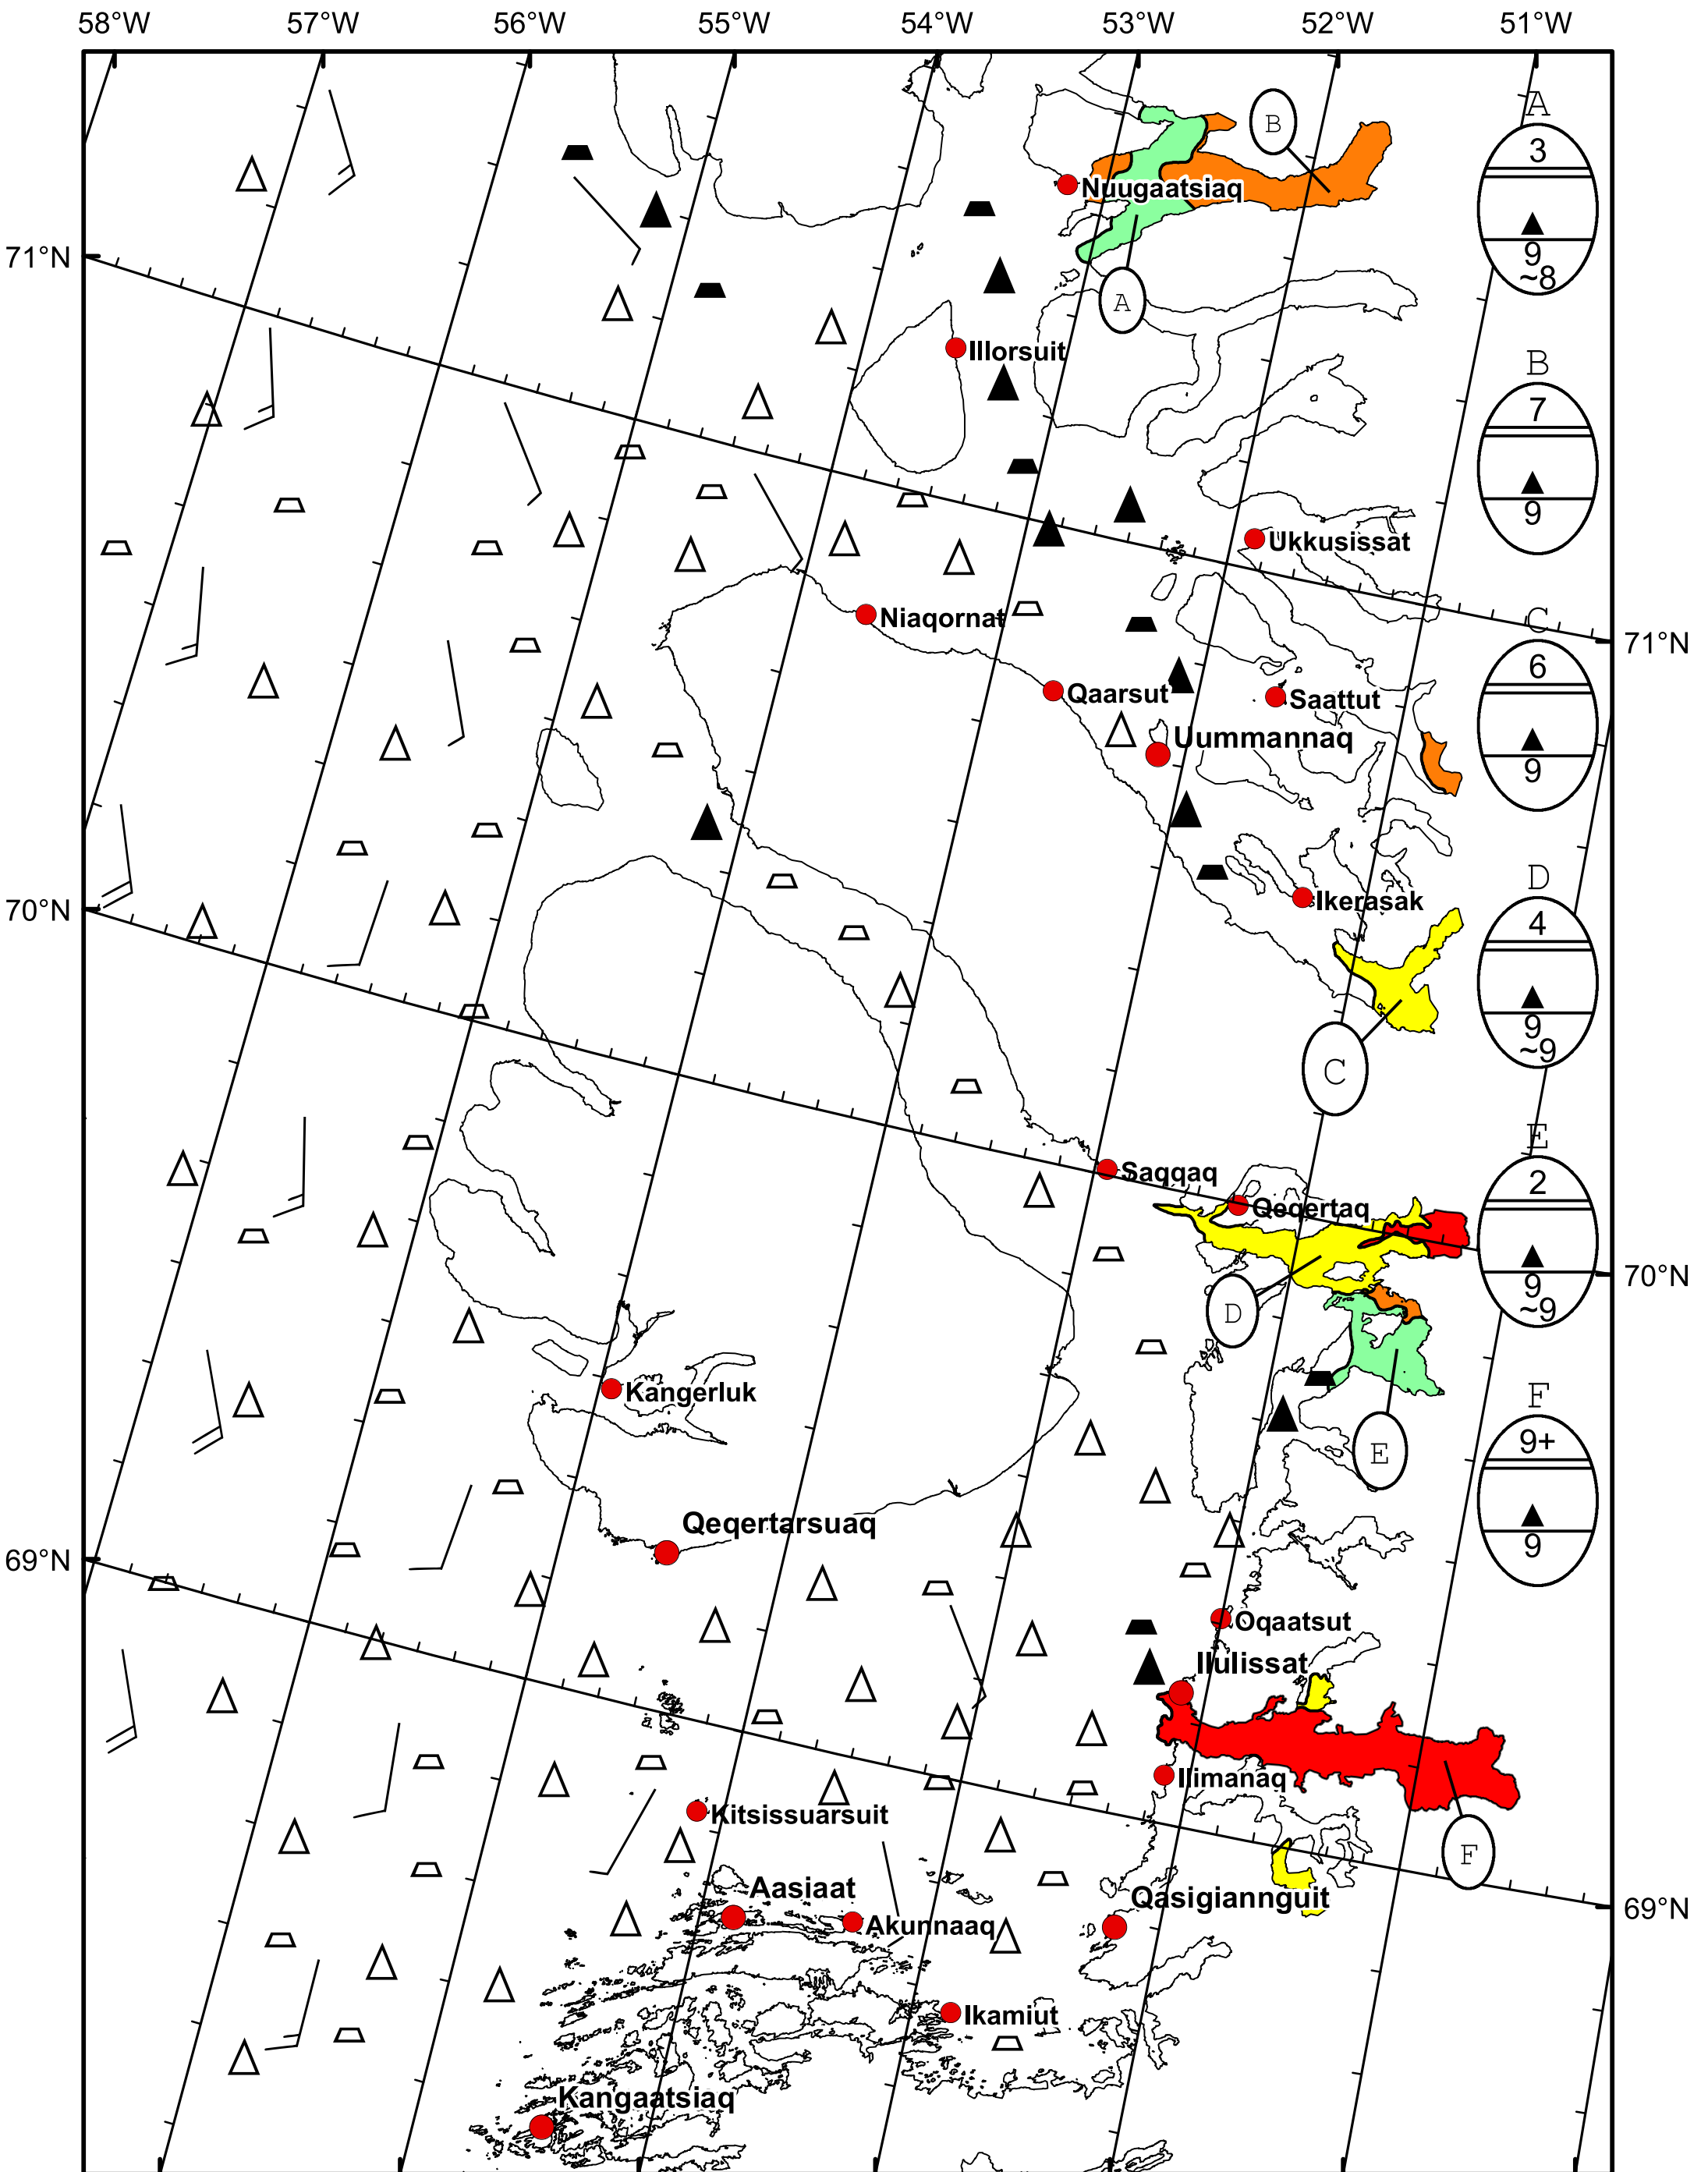 58°W 57°W 56°W 55°W 54°W 53°W 52°W 51°W
A
3
B
Nuugaatsiaq
9
~8
71°N
A
Illorsuit
B
7
9
Ukkusissat
Niaqornat
C
71°N
6
Qaarsut
Saattut
Uummannaq
9
D
Ikerasak
70°N
4
9
~9
C
E
Saqqaq
2
Qeqertaq
70°N
9
~9
D
Kangerluk
F
9+
E
Qeqertarsuaq
9
69°N
Oqaatsut
Ilulissat
Ilimanaq
Kitsissuarsuit
F
Aasiaat
Qasigiannguit
69°N
Akunnaaq
Ikamiut
Kangaatsiaq